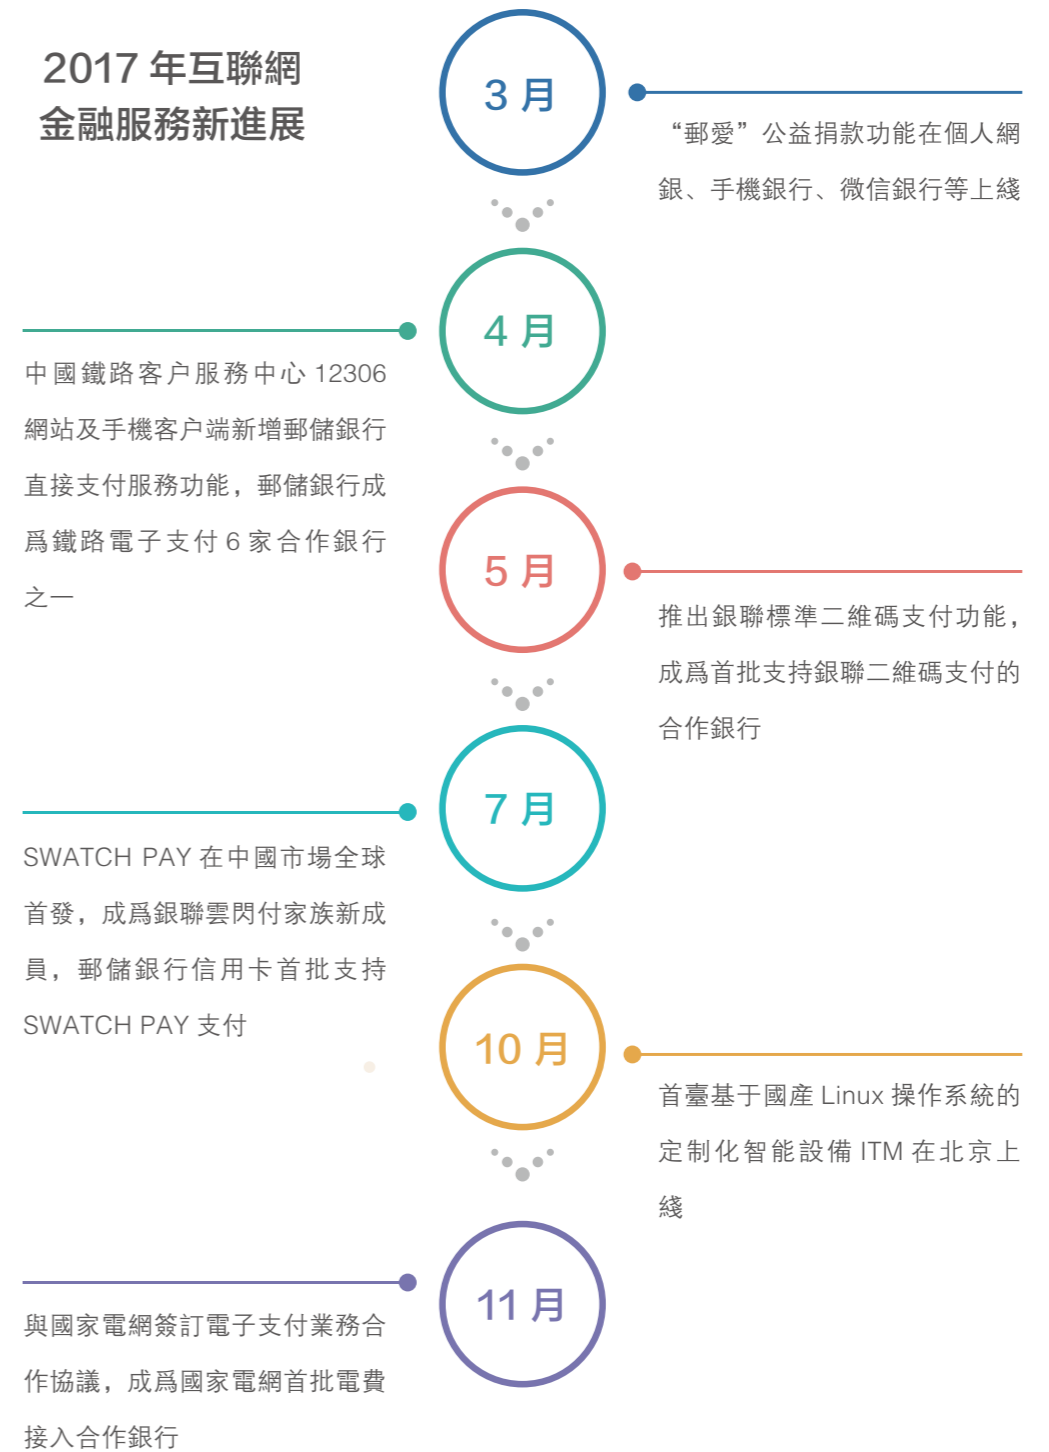 2017 年互聯網
金融服務新進展
3 月
“郵愛”公益捐款功能在個人網
銀、手機銀行、微信銀行等上綫
4 月
中國鐵路客户服務中心 12306
網站及手機客户端新增郵儲銀行
直接支付服務功能，郵儲銀行成
爲鐵路電子支付 6 家合作銀行
之一
5 月
推出銀聯標準二維碼支付功能，
成爲首批支持銀聯二維碼支付的
合作銀行
7 月
SWATCH PAY 在中國市場全球
首發，成爲銀聯雲閃付家族新成
員，郵儲銀行信用卡首批支持
SWATCH PAY 支付
10 月
首臺基于國産 Linux 操作系統的
定制化智能設備 ITM 在北京上
綫
11 月
與國家電網簽訂電子支付業務合
作協議，成爲國家電網首批電費
接入合作銀行